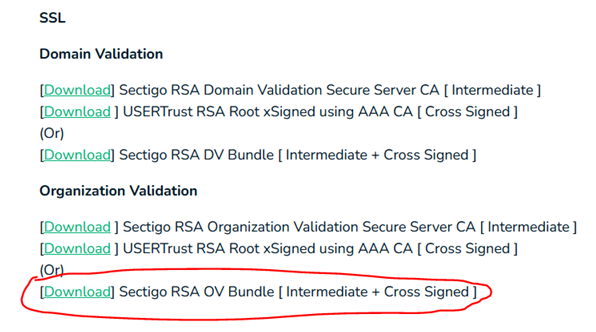 SSL
Domain Validation
[Download] Sectigo RSA Domain Validation Secure Server CA [ Intermediate ]
[Download ] USERTrust RSA Root xSigned using AAA CA [ Cross Signed ]
(Or)
[Download] Sectigo RSA DV Bundle [ Intermediate + Cross Signed ]
Organization Validation
[Download ] Sectigo RSA Organization Validation Secure Server CA [ Intermediate ]
[Download ] USERTrust RSA Root xSigned using AAA CA [ Cross Signed ]
(Or)
[Download] Sectigo RSA OV Bundle [ Intermediate + Cross Signed ]